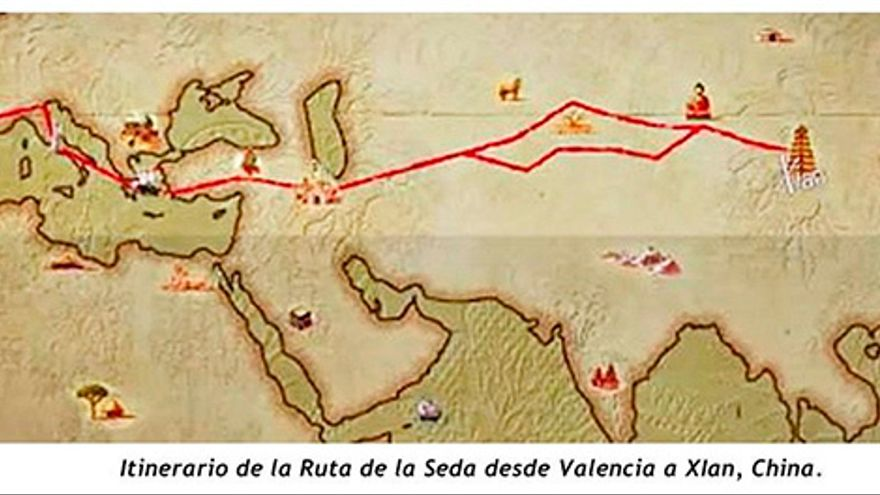 XIan
Itinerario de la Ruta de la Seda desde Valencia a XIan, China.